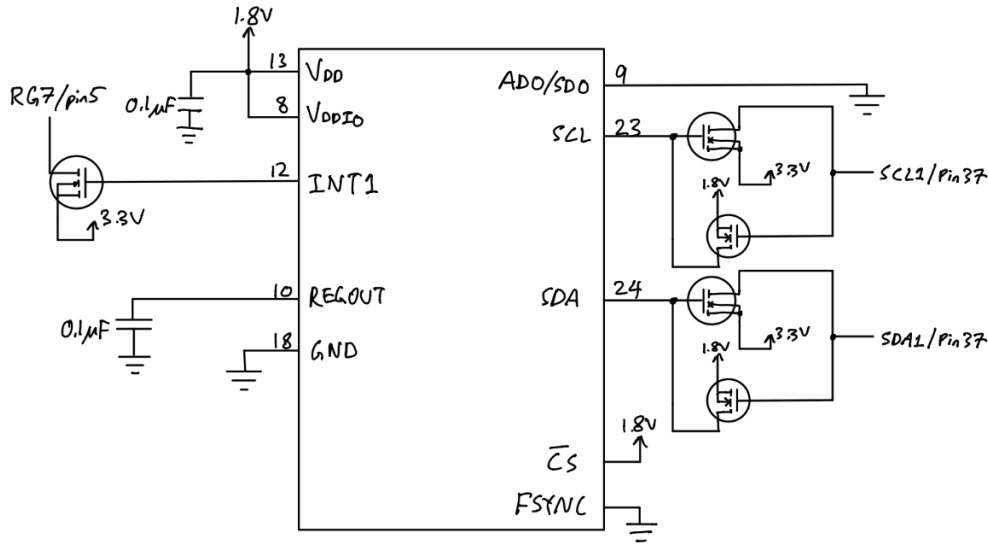 1.8V
13 VDD
0.1μF
8 VDDIO
RG7/pin5
12 INT1
3.3V
10 REGOUT
0.1μF
18 GND
ADO/SDO 9
SCL 23
3.3V
SCL1/Pin37
1.8V
SDA 24
3.3V
SDA1/Pin37
1.8V
1.8V
C̅S̅
FSYNC